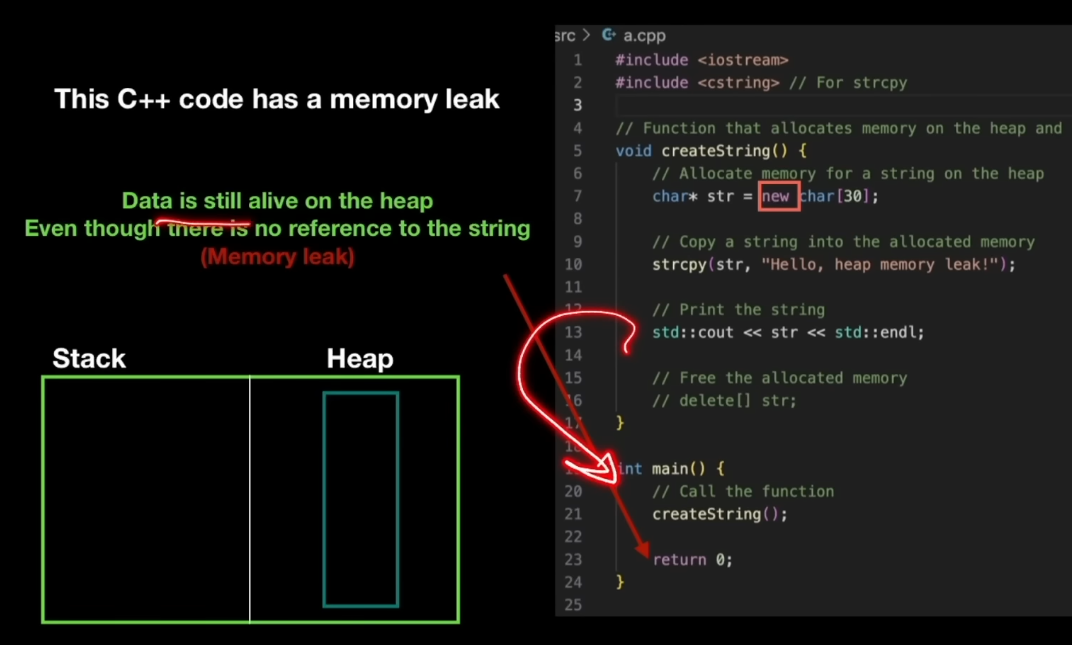 This C++ code has a memory leak
Data is still alive on the heap
Even though there is no reference to the string
(Memory leak)
Stack
Heap
src > a.cpp
1 #include <iostream>
2 #include <cstring> // For strcpy
3
4 // Function that allocates memory on the heap and
5 void createString() {
6 // Allocate memory for a string on the heap
7 char* str = new char[30];
8
9 // Copy a string into the allocated memory
10 strcpy(str, "Hello, heap memory leak!");
11
12 // Print the string
13 std::cout << str << std::endl;
14
15 // Free the allocated memory
16 // delete[] str;
17 }
18
19 int main() {
20 // Call the function
21 createString();
22
23 return 0;
24 }
25